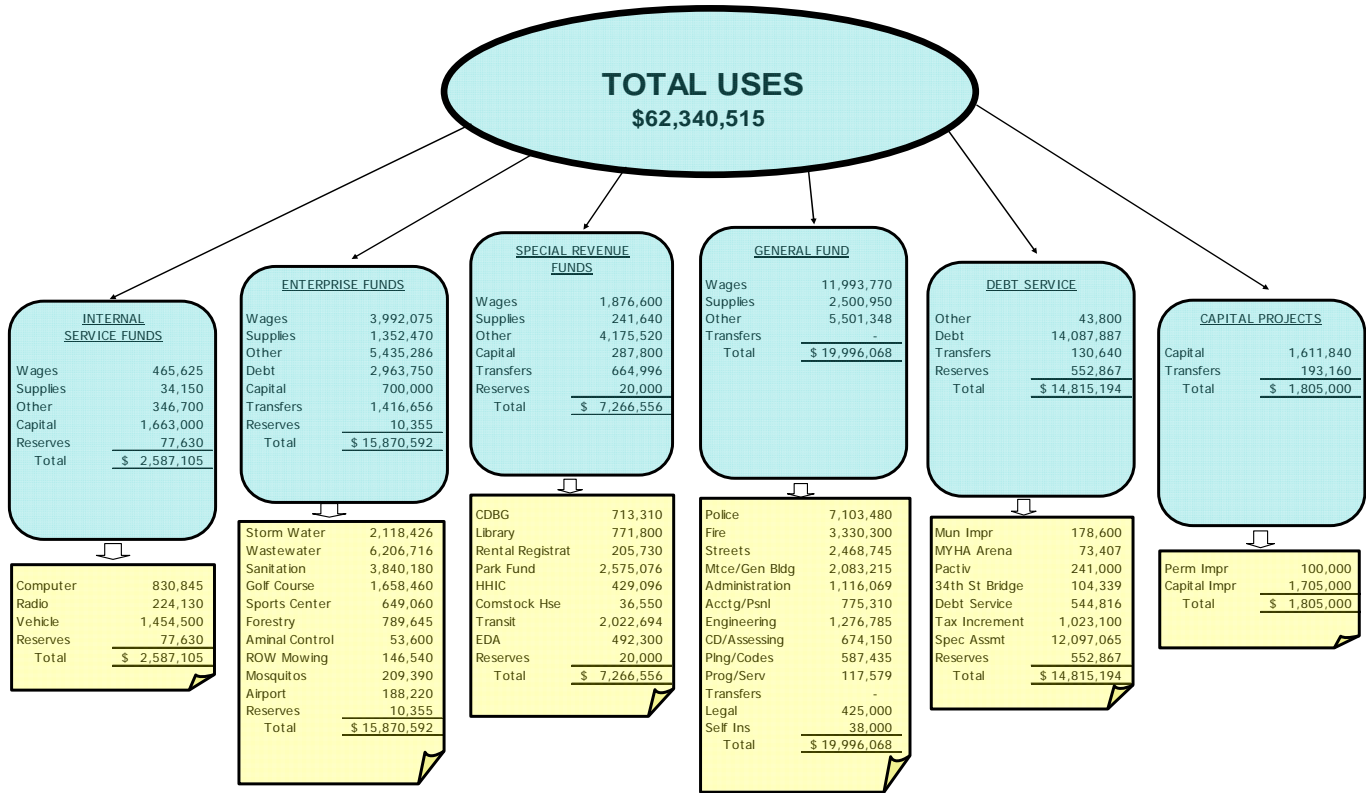 TOTAL USES
$62,340,515
INTERNAL
SERVICE FUNDS
Wages 465,625
Supplies 34,150
Other 346,700
Capital 1,663,000
Reserves 77,630
Total $ 2,587,105
Computer 830,845
Radio 224,130
Vehicle 1,454,500
Reserves 77,630
Total $ 2,587,105
ENTERPRISE FUNDS
Wages 3,992,075
Supplies 1,352,470
Other 5,435,286
Debt 2,963,750
Capital 700,000
Transfers 1,416,656
Reserves 10,355
Total $ 15,870,592
Storm Water 2,118,426
Wastewater 6,206,716
Sanitation 3,840,180
Golf Course 1,658,460
Sports Center 649,060
Forestry 789,645
Aminal Control 53,600
ROW Mowing 146,540
Mosquitos 209,390
Airport 188,220
Reserves 10,355
Total $ 15,870,592
SPECIAL REVENUE
FUNDS
Wages 1,876,600
Supplies 241,640
Other 4,175,520
Capital 287,800
Transfers 664,996
Reserves 20,000
Total $ 7,266,556
CDBG 713,310
Library 771,800
Rental Registrat 205,730
Park Fund 2,575,076
HHIC 429,096
Comstock Hse 36,550
Transit 2,022,694
EDA 492,300
Reserves 20,000
Total $ 7,266,556
GENERAL FUND
Wages 11,993,770
Supplies 2,500,950
Other 5,501,348
Transfers -
Total $ 19,996,068
Police 7,103,480
Fire 3,330,300
Streets 2,468,745
Mtce/Gen Bldg 2,083,215
Administration 1,116,069
Acctg/Psnl 775,310
Engineering 1,276,785
CD/Assessing 674,150
Plng/Codes 587,435
Prog/Serv 117,579
Transfers -
Legal 425,000
Self Ins 38,000
Total $ 19,996,068
DEBT SERVICE
Other 43,800
Debt 14,087,887
Transfers 130,640
Reserves 552,867
Total $ 14,815,194
Mun Impr 178,600
MYHA Arena 73,407
Pactiv 241,000
34th St Bridge 104,339
Debt Service 544,816
Tax Increment 1,023,100
Spec Assmt 12,097,065
Reserves 552,867
Total $ 14,815,194
CAPITAL PROJECTS
Capital 1,611,840
Transfers 193,160
Total $ 1,805,000
Perm Impr 100,000
Capital Impr 1,705,000
Total $ 1,805,000